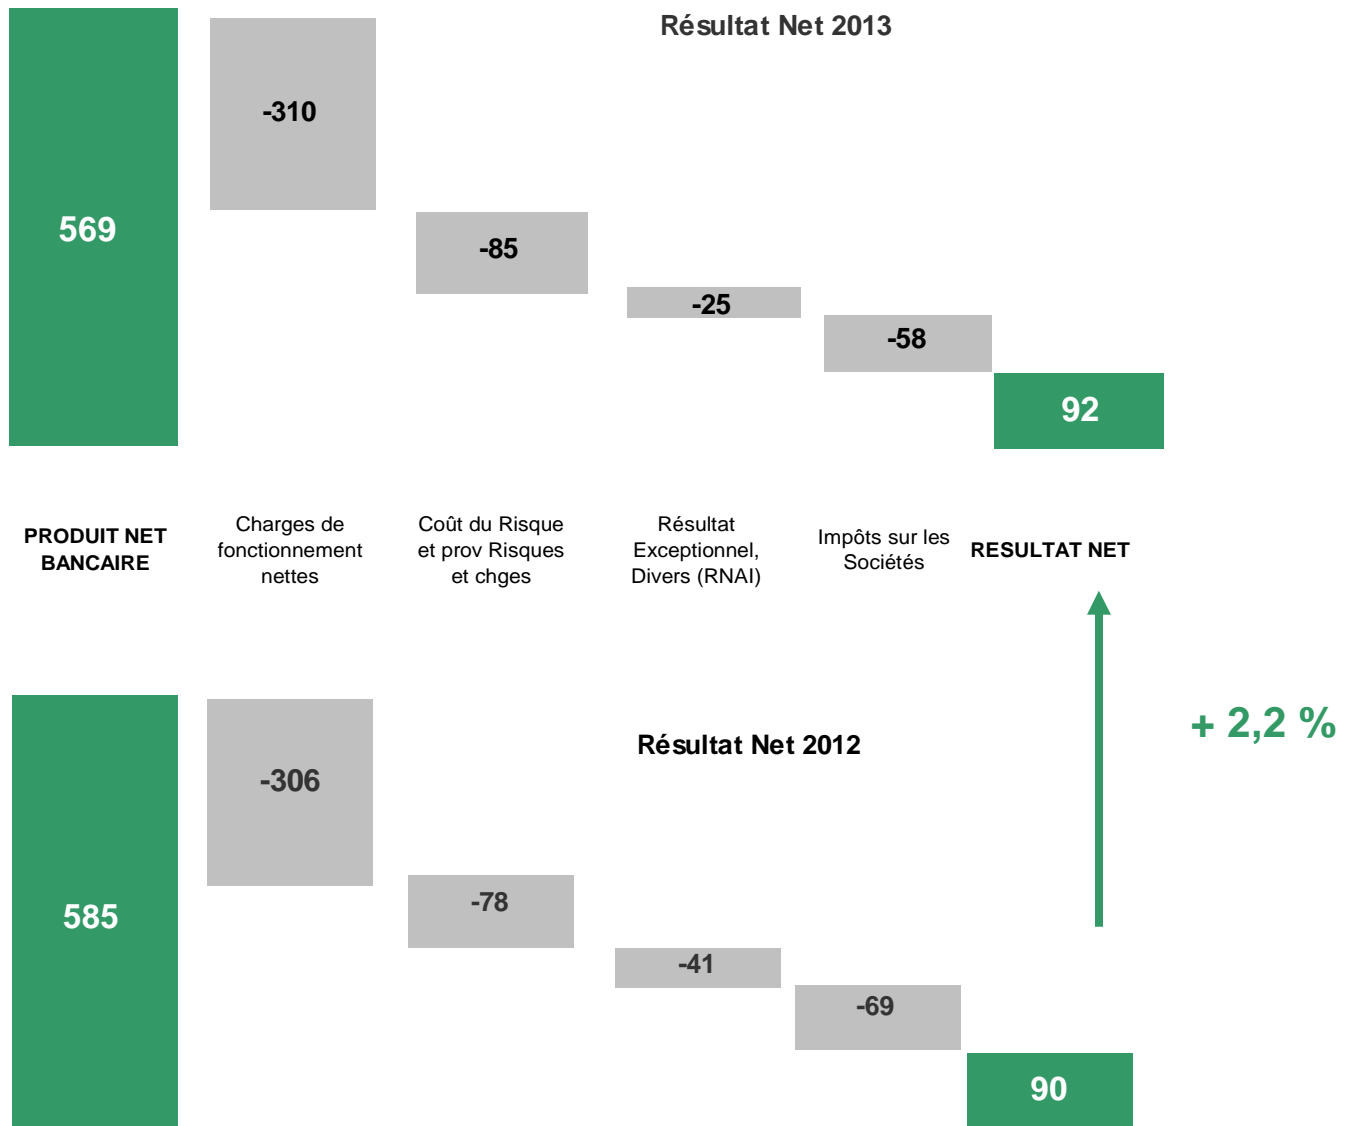 Résultat Net 2013
569
-310
-85
-25
-58
92
PRODUIT NET
BANCAIRE
Charges de
fonctionnement
nettes
Coût du Risque
et prov Risques
et chges
Résultat
Exceptionnel,
Divers (RNAI)
Impôts sur les
Sociétés
RESULTAT NET
+ 2,2 %
Résultat Net 2012
585
-306
-78
-41
-69
90